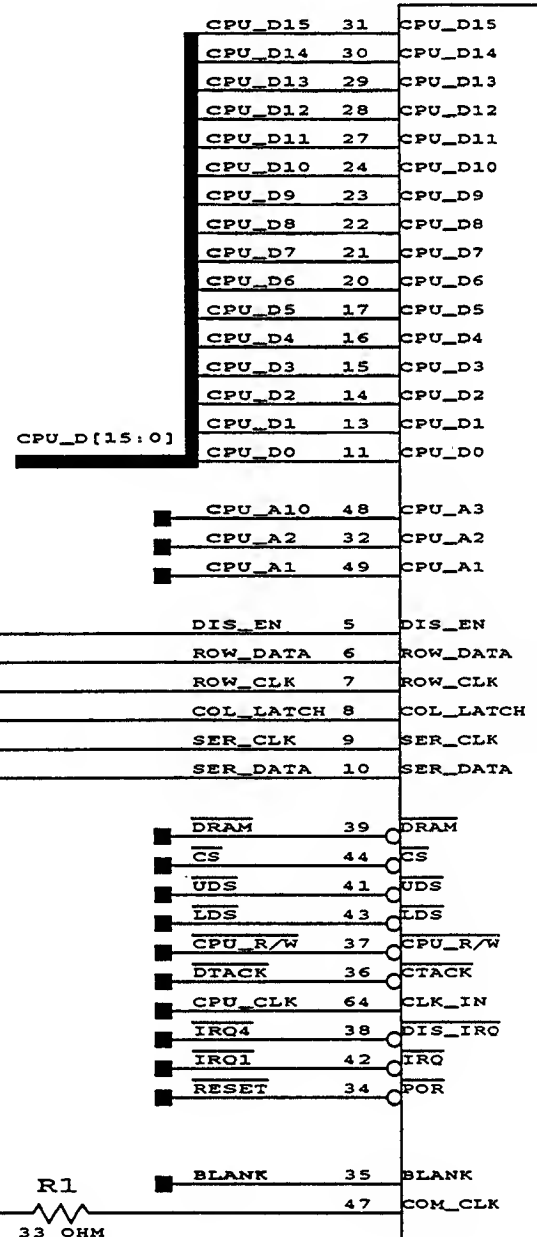 CPU_D15 31 CPU_D15
CPU_D14 30 CPU_D14
CPU_D13 29 CPU_D13
CPU_D12 28 CPU_D12
CPU_D11 27 CPU_D11
CPU_D10 24 CPU_D10
CPU_D9 23 CPU_D9
CPU_D8 22 CPU_D8
CPU_D7 21 CPU_D7
CPU_D6 20 CPU_D6
CPU_D5 17 CPU_D5
CPU_D4 16 CPU_D4
CPU_D3 15 CPU_D3
CPU_D2 14 CPU_D2
CPU_D1 13 CPU_D1
CPU_D[15:0]
CPU_D0 11 CPU_D0
CPU_A10 48 CPU_A3
CPU_A2 32 CPU_A2
CPU_A1 49 CPU_A1
DIS_EN 5 DIS_EN
ROW_DATA 6 ROW_DATA
ROW_CLK 7 ROW_CLK
COL_LATCH 8 COL_LATCH
SER_CLK 9 SER_CLK
SER_DATA 10 SER_DATA
DRAM 39 DRAM
CS 44 CS
UDS 41 UDS
LDS 43 LDS
CPU_R/W 37 CPU_R/W
DTACK 36 CTACK
CPU_CLK 64 CLK_IN
IRQ4 38 DIS_IRQ
IRQ1 42 IRQ
RESET 34 POR
BLANK 35 BLANK
R1 47 COM_CLK
33 OHM